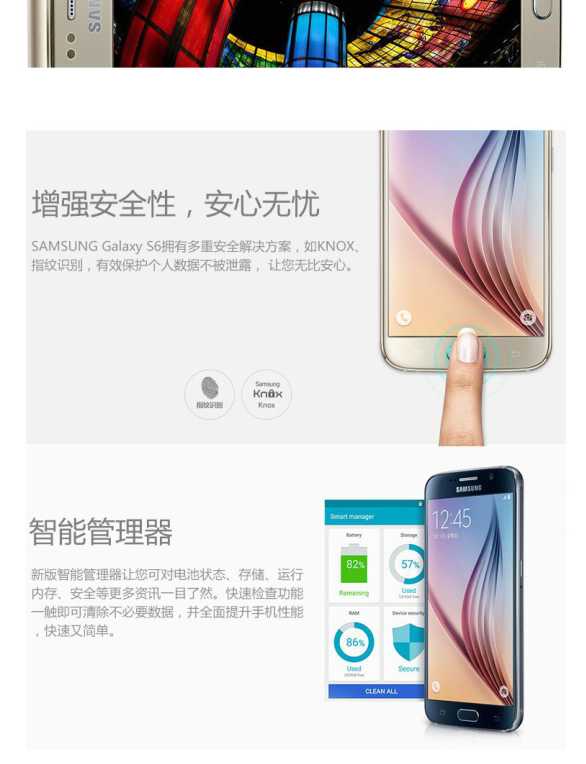 SAMSUNG
增强安全性，安心无忧
SAMSUNG Galaxy S6拥有多重安全解决方案，如KNOX、
指纹识别，有效保护个人数据不被泄露， 让您无比安心。
指纹识别
Samsung
Knox
Knox
智能管理器
新版智能管理器让您可对电池状态、存储、运行
内存、安全等更多资讯一目了然。快速检查功能
一触即可清除不必要数据，并全面提升手机性能
，快速又简单。
Smart manager
Battery
Storage
82%
57%
Remaining
Used
RAM
Device security
86%
Used
Secure
CLEAN ALL
SAMSUNG
12:45